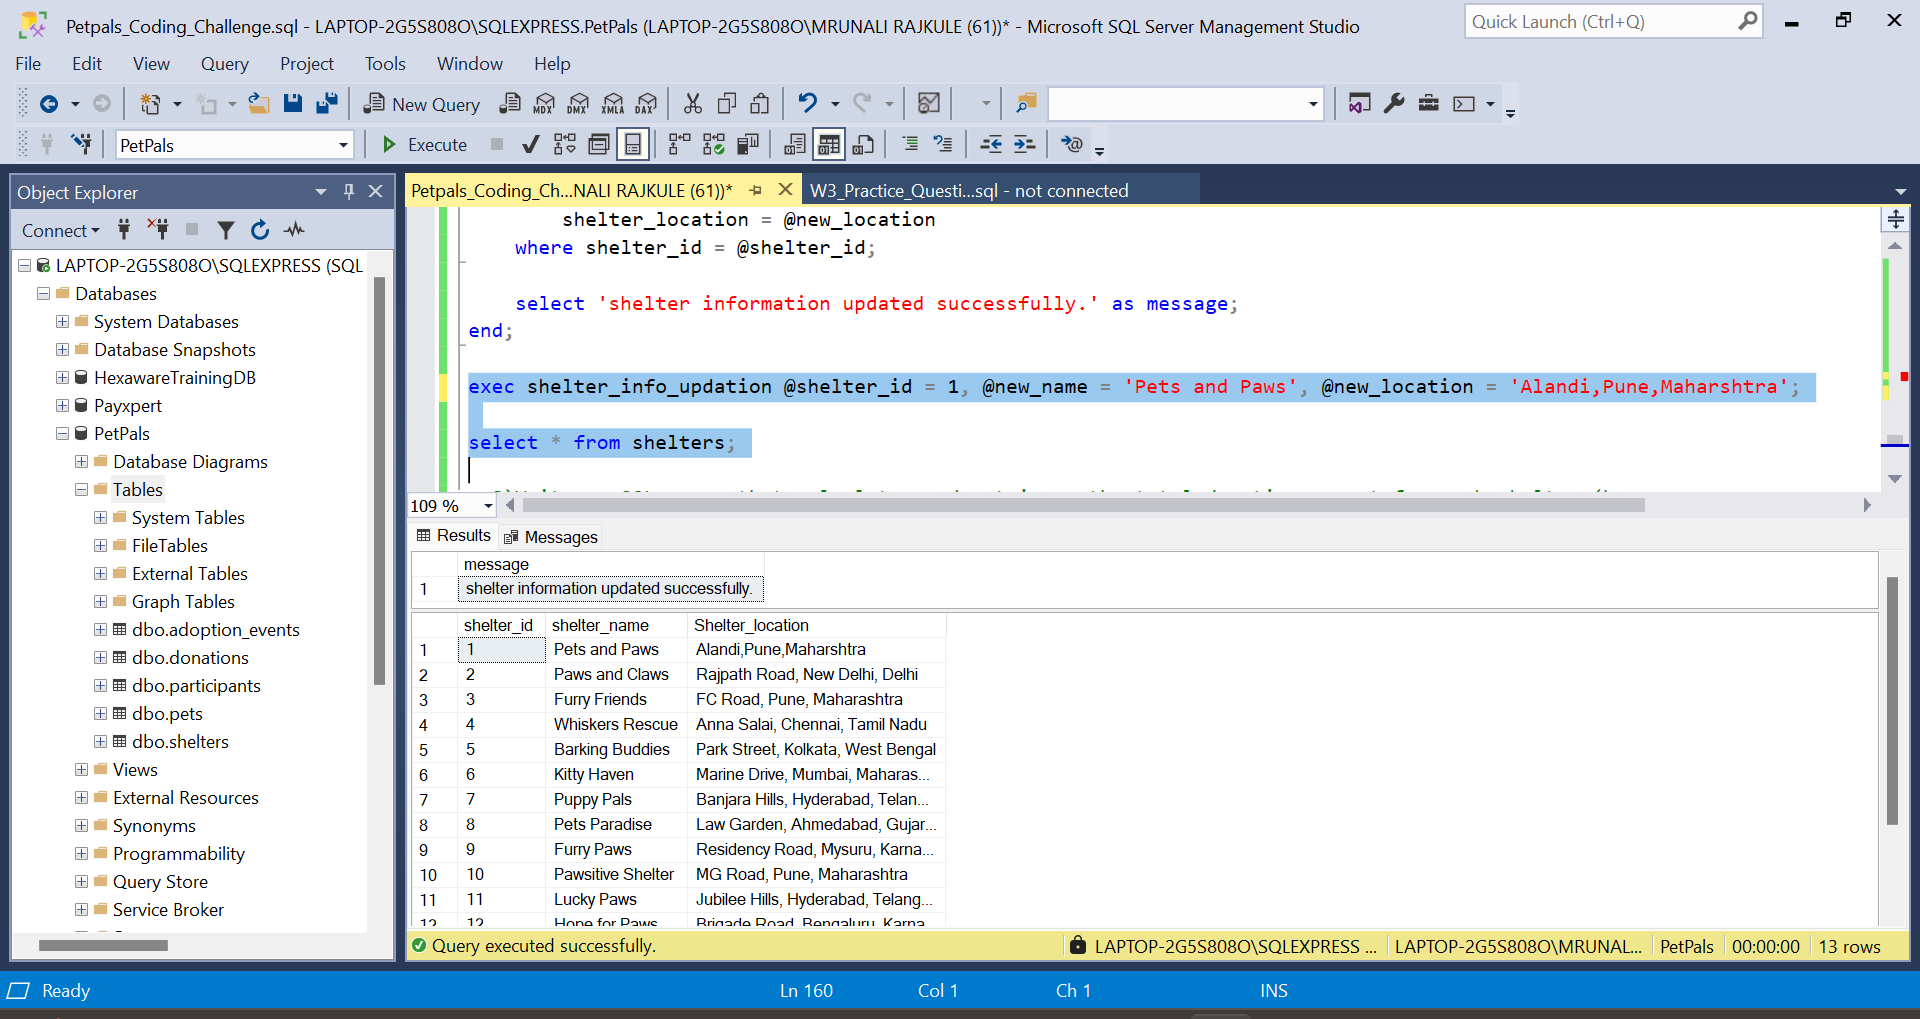 Petpals_Coding_Challenge.sql - LAPTOP-2G5S808O\SQLEXPRESS.PetPals (LAPTOP-2G5S808O\MRUNALI RAJKULE (61))* - Microsoft SQL Server Management Studio
Quick Launch (Ctrl+Q)
File Edit View Query Project Tools Window Help
New Query MDX DMX XMLA DAX
PetPals Execute
Object Explorer
Connect
LAPTOP-2G5S808O\SQLEXPRESS (SQL
Databases
System Databases
Database Snapshots
HexawareTrainingDB
Payxpert
PetPals
Database Diagrams
Tables
System Tables
FileTables
External Tables
Graph Tables
dbo.adoption_events
dbo.donations
dbo.participants
dbo.pets
dbo.shelters
Views
External Resources
Synonyms
Programmability
Query Store
Service Broker
Petpals_Coding_Ch...NALI RAJKULE (61))* W3_Practice_Questi...sql - not connected
shelter_location = @new_location
where shelter_id = @shelter_id;
select 'shelter information updated successfully.' as message;
end;
exec shelter_info_updation @shelter_id = 1, @new_name = 'Pets and Paws', @new_location = 'Alandi,Pune,Maharshtra';
select * from shelters;
109 %
Results Messages
message
1 shelter information updated successfully.
shelter_id shelter_name Shelter_location
1 1 Pets and Paws Alandi,Pune,Maharshtra
2 2 Paws and Claws Rajpath Road, New Delhi, Delhi
3 3 Furry Friends FC Road, Pune, Maharashtra
4 4 Whiskers Rescue Anna Salai, Chennai, Tamil Nadu
5 5 Barking Buddies Park Street, Kolkata, West Bengal
6 6 Kitty Haven Marine Drive, Mumbai, Maharas...
7 7 Puppy Pals Banjara Hills, Hyderabad, Telan...
8 8 Pets Paradise Law Garden, Ahmedabad, Gujar...
9 9 Furry Paws Residency Road, Mysuru, Karna...
10 10 Pawsitive Shelter MG Road, Pune, Maharashtra
11 11 Lucky Paws Jubilee Hills, Hyderabad, Telang...
12 12 Hope for Paws Brigade Road, Bengaluru, Karna...
Query executed successfully. LAPTOP-2G5S808O\SQLEXPRESS ... LAPTOP-2G5S808O\MRUNAL... PetPals 00:00:00 13 rows
Ready Ln 160 Col 1 Ch 1 INS